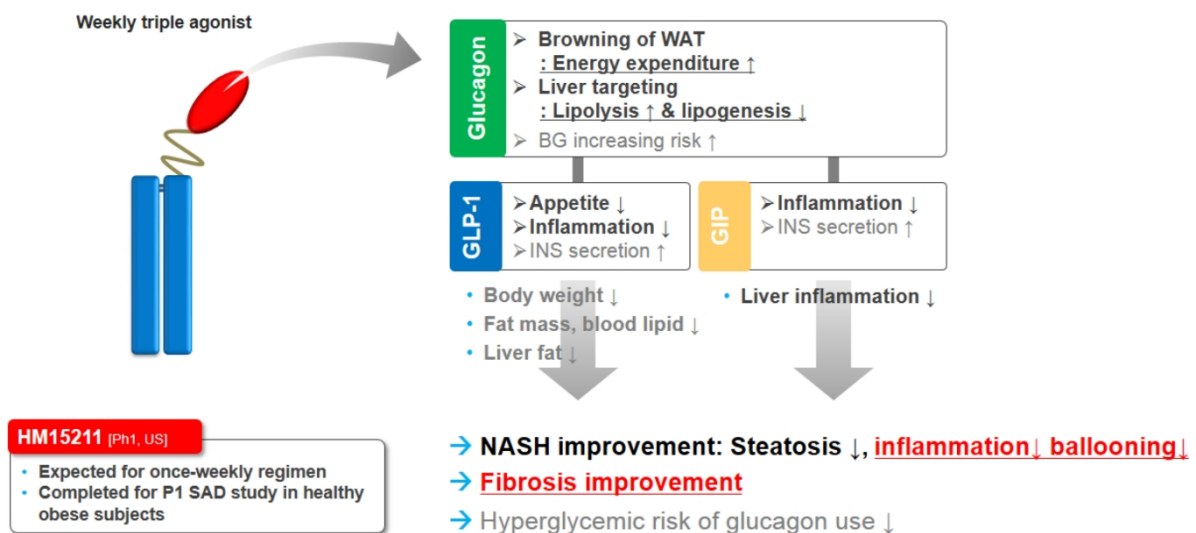 Weekly triple agonist
Glucagon
➢ Browning of WAT
: Energy expenditure ↑
➢ Liver targeting
: Lipolysis ↑ & lipogenesis ↓
➢ BG increasing risk ↑
GLP-1
➢Appetite ↓
➢Inflammation ↓
➢INS secretion ↑
GIP
➢Inflammation ↓
➢INS secretion ↑
• Body weight ↓
• Fat mass, blood lipid ↓
• Liver fat ↓
• Liver inflammation ↓
HM15211 [Ph1, US]
• Expected for once-weekly regimen
• Completed for P1 SAD study in healthy
obese subjects
→ NASH improvement: Steatosis ↓, inflammation↓ ballooning↓
→ Fibrosis improvement
→ Hyperglycemic risk of glucagon use ↓